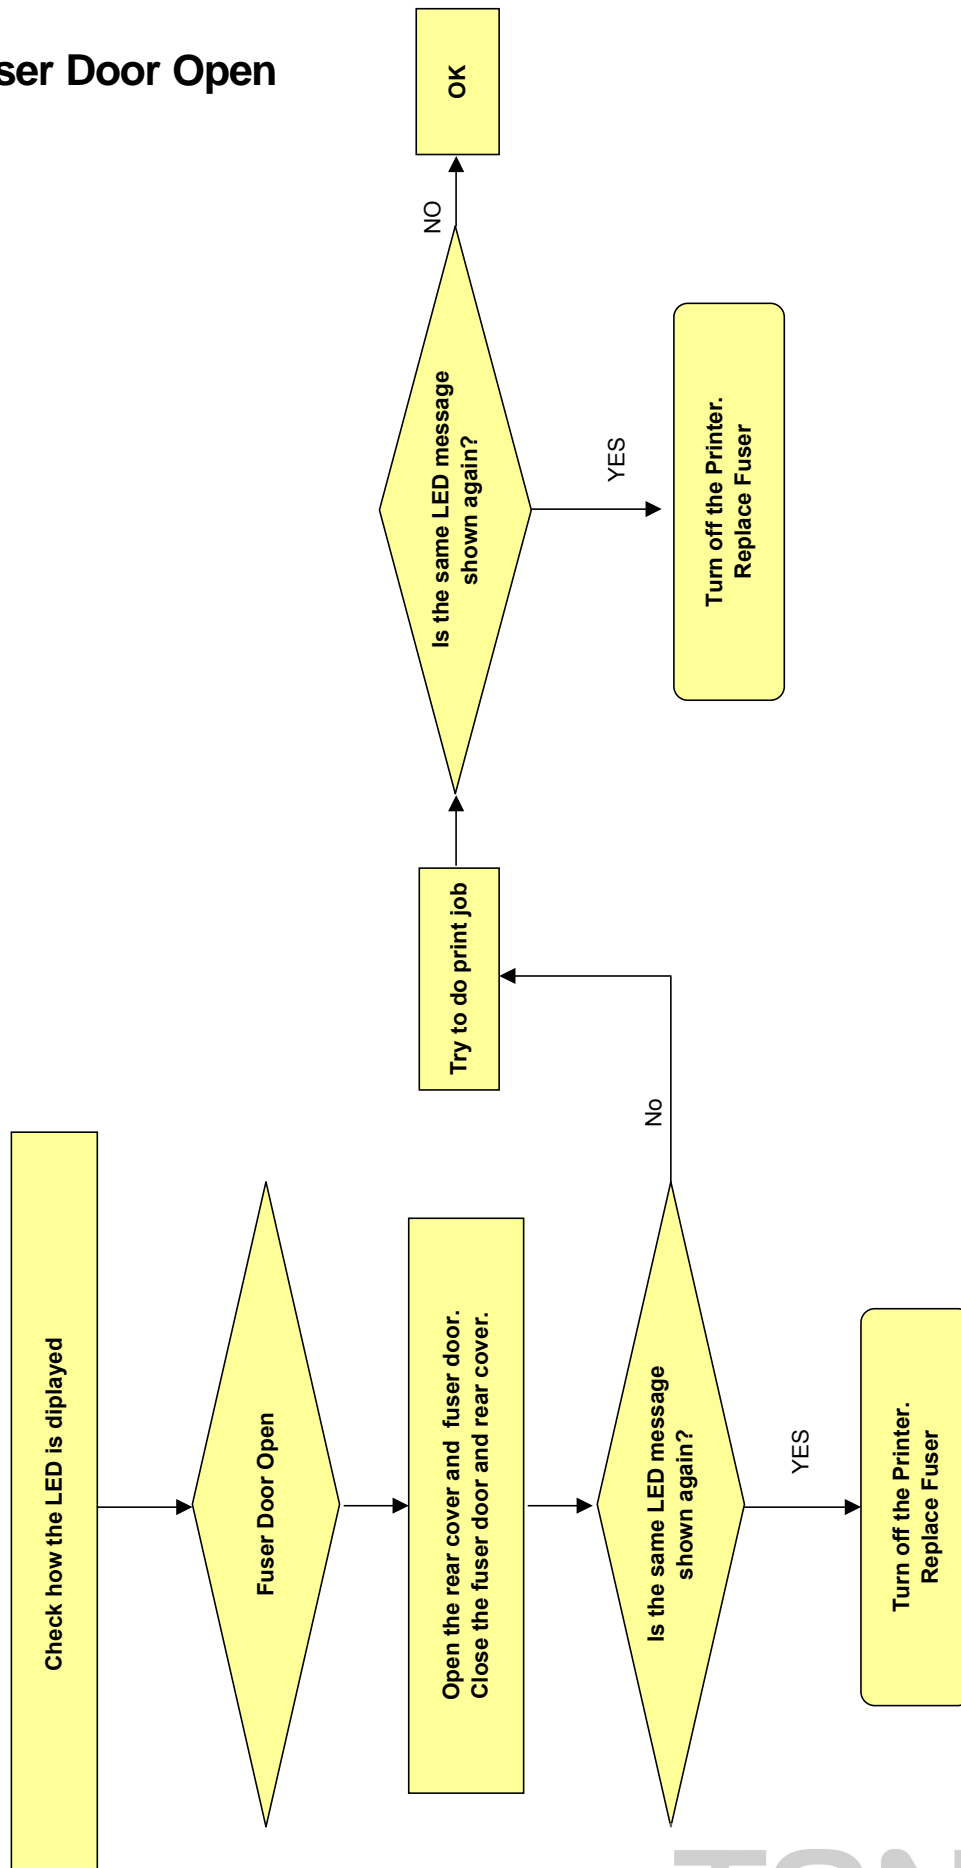 ser Door Open
Check how the LED is diplayed
Fuser Door Open
Open the rear cover and  fuser door.
Close the fuser door and rear cover.
Is the same LED message
shown again?
YES
Turn off the Printer.
Replace Fuser
No
Try to do print job
Is the same LED message
shown again?
YES
Turn off the Printer.
Replace Fuser
NO
OK